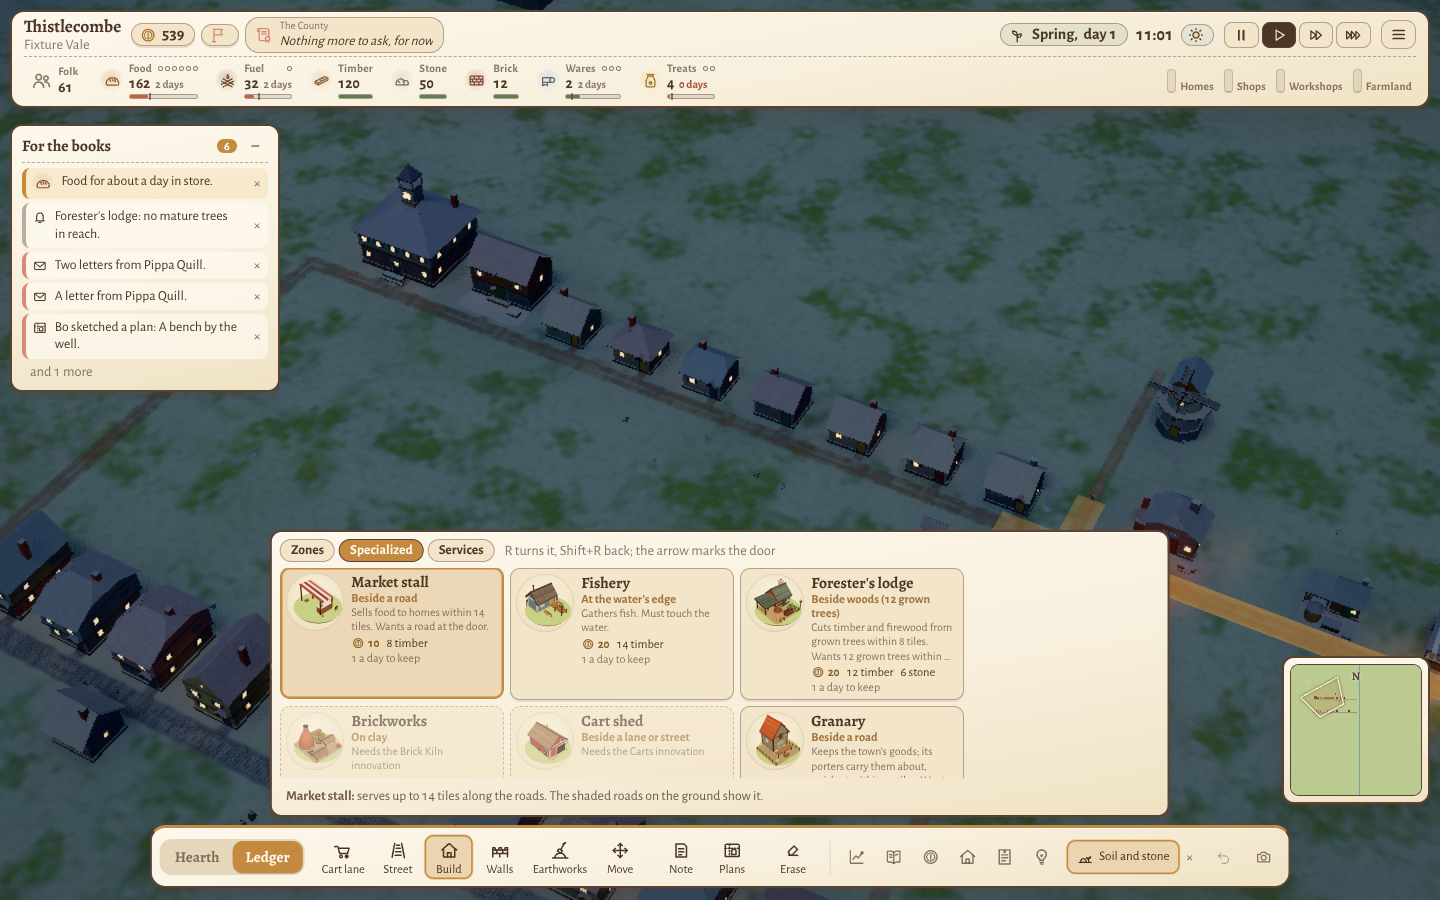 Thistlecombe
Fixture Vale
539
The County
Nothing more to ask, for now
Spring, day 1
11:01
Folk
61
Food
162 2 days
Fuel
32 2 days
Timber
120
Stone
50
Brick
12
Wares
2 2 days
Treats
4 0 days
Homes
Shops
Workshops
Farmland
For the books
6
Food for about a day in store.
Forester's lodge: no mature trees
in reach.
Two letters from Pippa Quill.
A letter from Pippa Quill.
Bo sketched a plan: A bench by the
well.
and 1 more
Zones
Specialized
Services
R turns it, Shift+R back; the arrow marks the door
Market stall
Beside a road
Sells food to homes within 14
tiles. Wants a road at the door.
10 8 timber
1 a day to keep
Fishery
At the water's edge
Gathers fish. Must touch the
water.
20 14 timber
1 a day to keep
Forester's lodge
Beside woods (12 grown
trees)
Cuts timber and firewood from
grown trees within 8 tiles.
Wants 12 grown trees within ...
20 12 timber 6 stone
1 a day to keep
Brickworks
On clay
Needs the Brick Kiln
innovation
Cart shed
Beside a lane or street
Needs the Carts innovation
Granary
Beside a road
Keeps the town's goods; its
porters carry them about,
Market stall: serves up to 14 tiles along the roads. The shaded roads on the ground show it.
N
Hearth
Ledger
Cart lane
Street
Build
Walls
Earthworks
Move
Note
Plans
Erase
Soil and stone